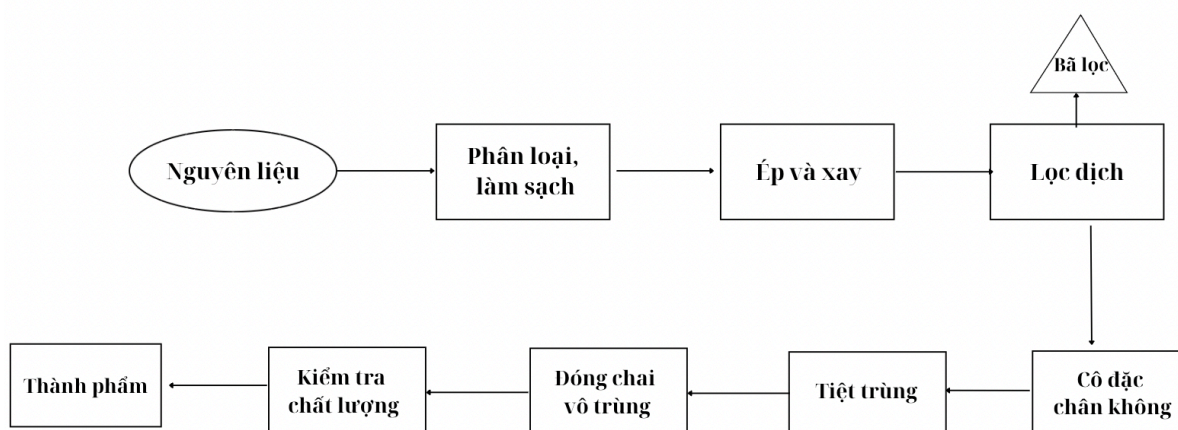 Bã lọc
Nguyên liệu
Phân loại,
làm sạch
Ép và xay
Lọc dịch
Thành phẩm
Kiểm tra
chất lượng
Đóng chai
vô trùng
Tiệt trùng
Cô đặc
chân không